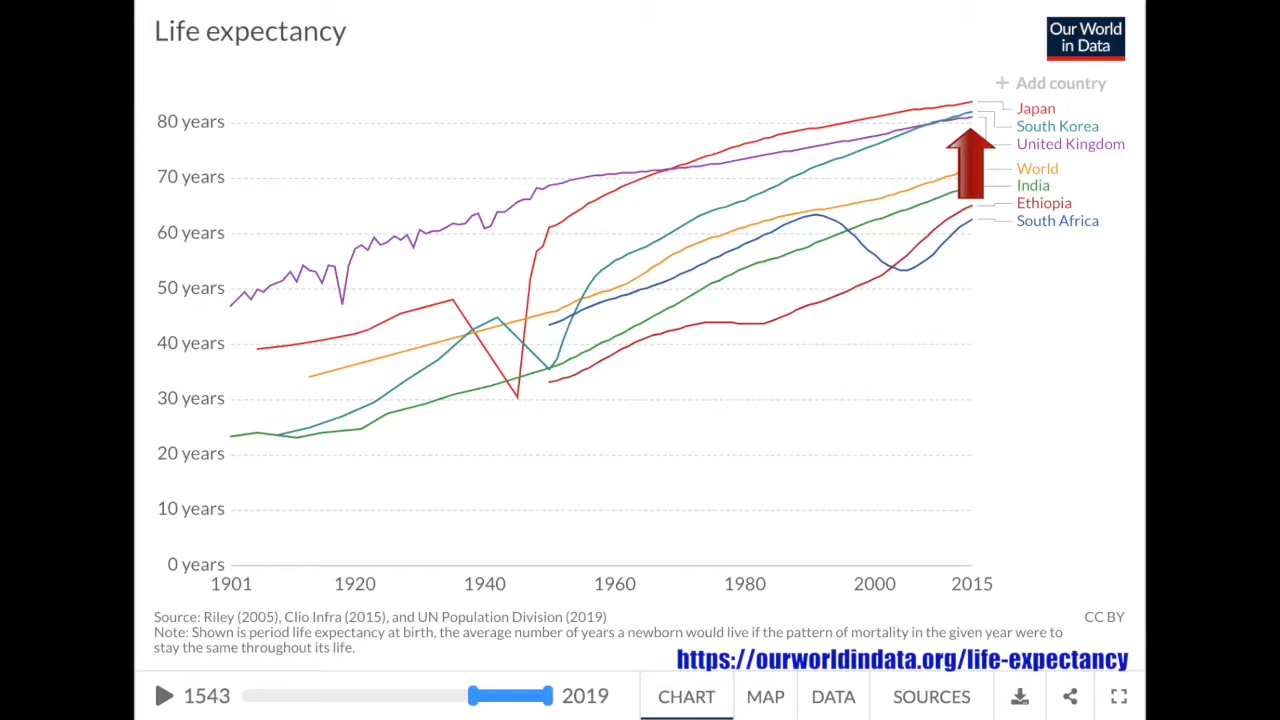 Life expectancy
Our World
in Data
+ Add country
Japan
South Korea
United Kingdom
World
India
Ethiopia
South Africa
80 years
70 years
60 years
50 years
40 years
30 years
20 years
10 years
0 years
1901 1920 1940 1960 1980 2000 2015
Source: Riley (2005), Clio Infra (2015), and UN Population Division (2019) CC BY
Note: Shown is period life expectancy at birth, the average number of years a newborn would live if the pattern of mortality in the given year were to
stay the same throughout its life.
https://ourworldindata.org/life-expectancy
1543 2019 CHART MAP DATA SOURCES